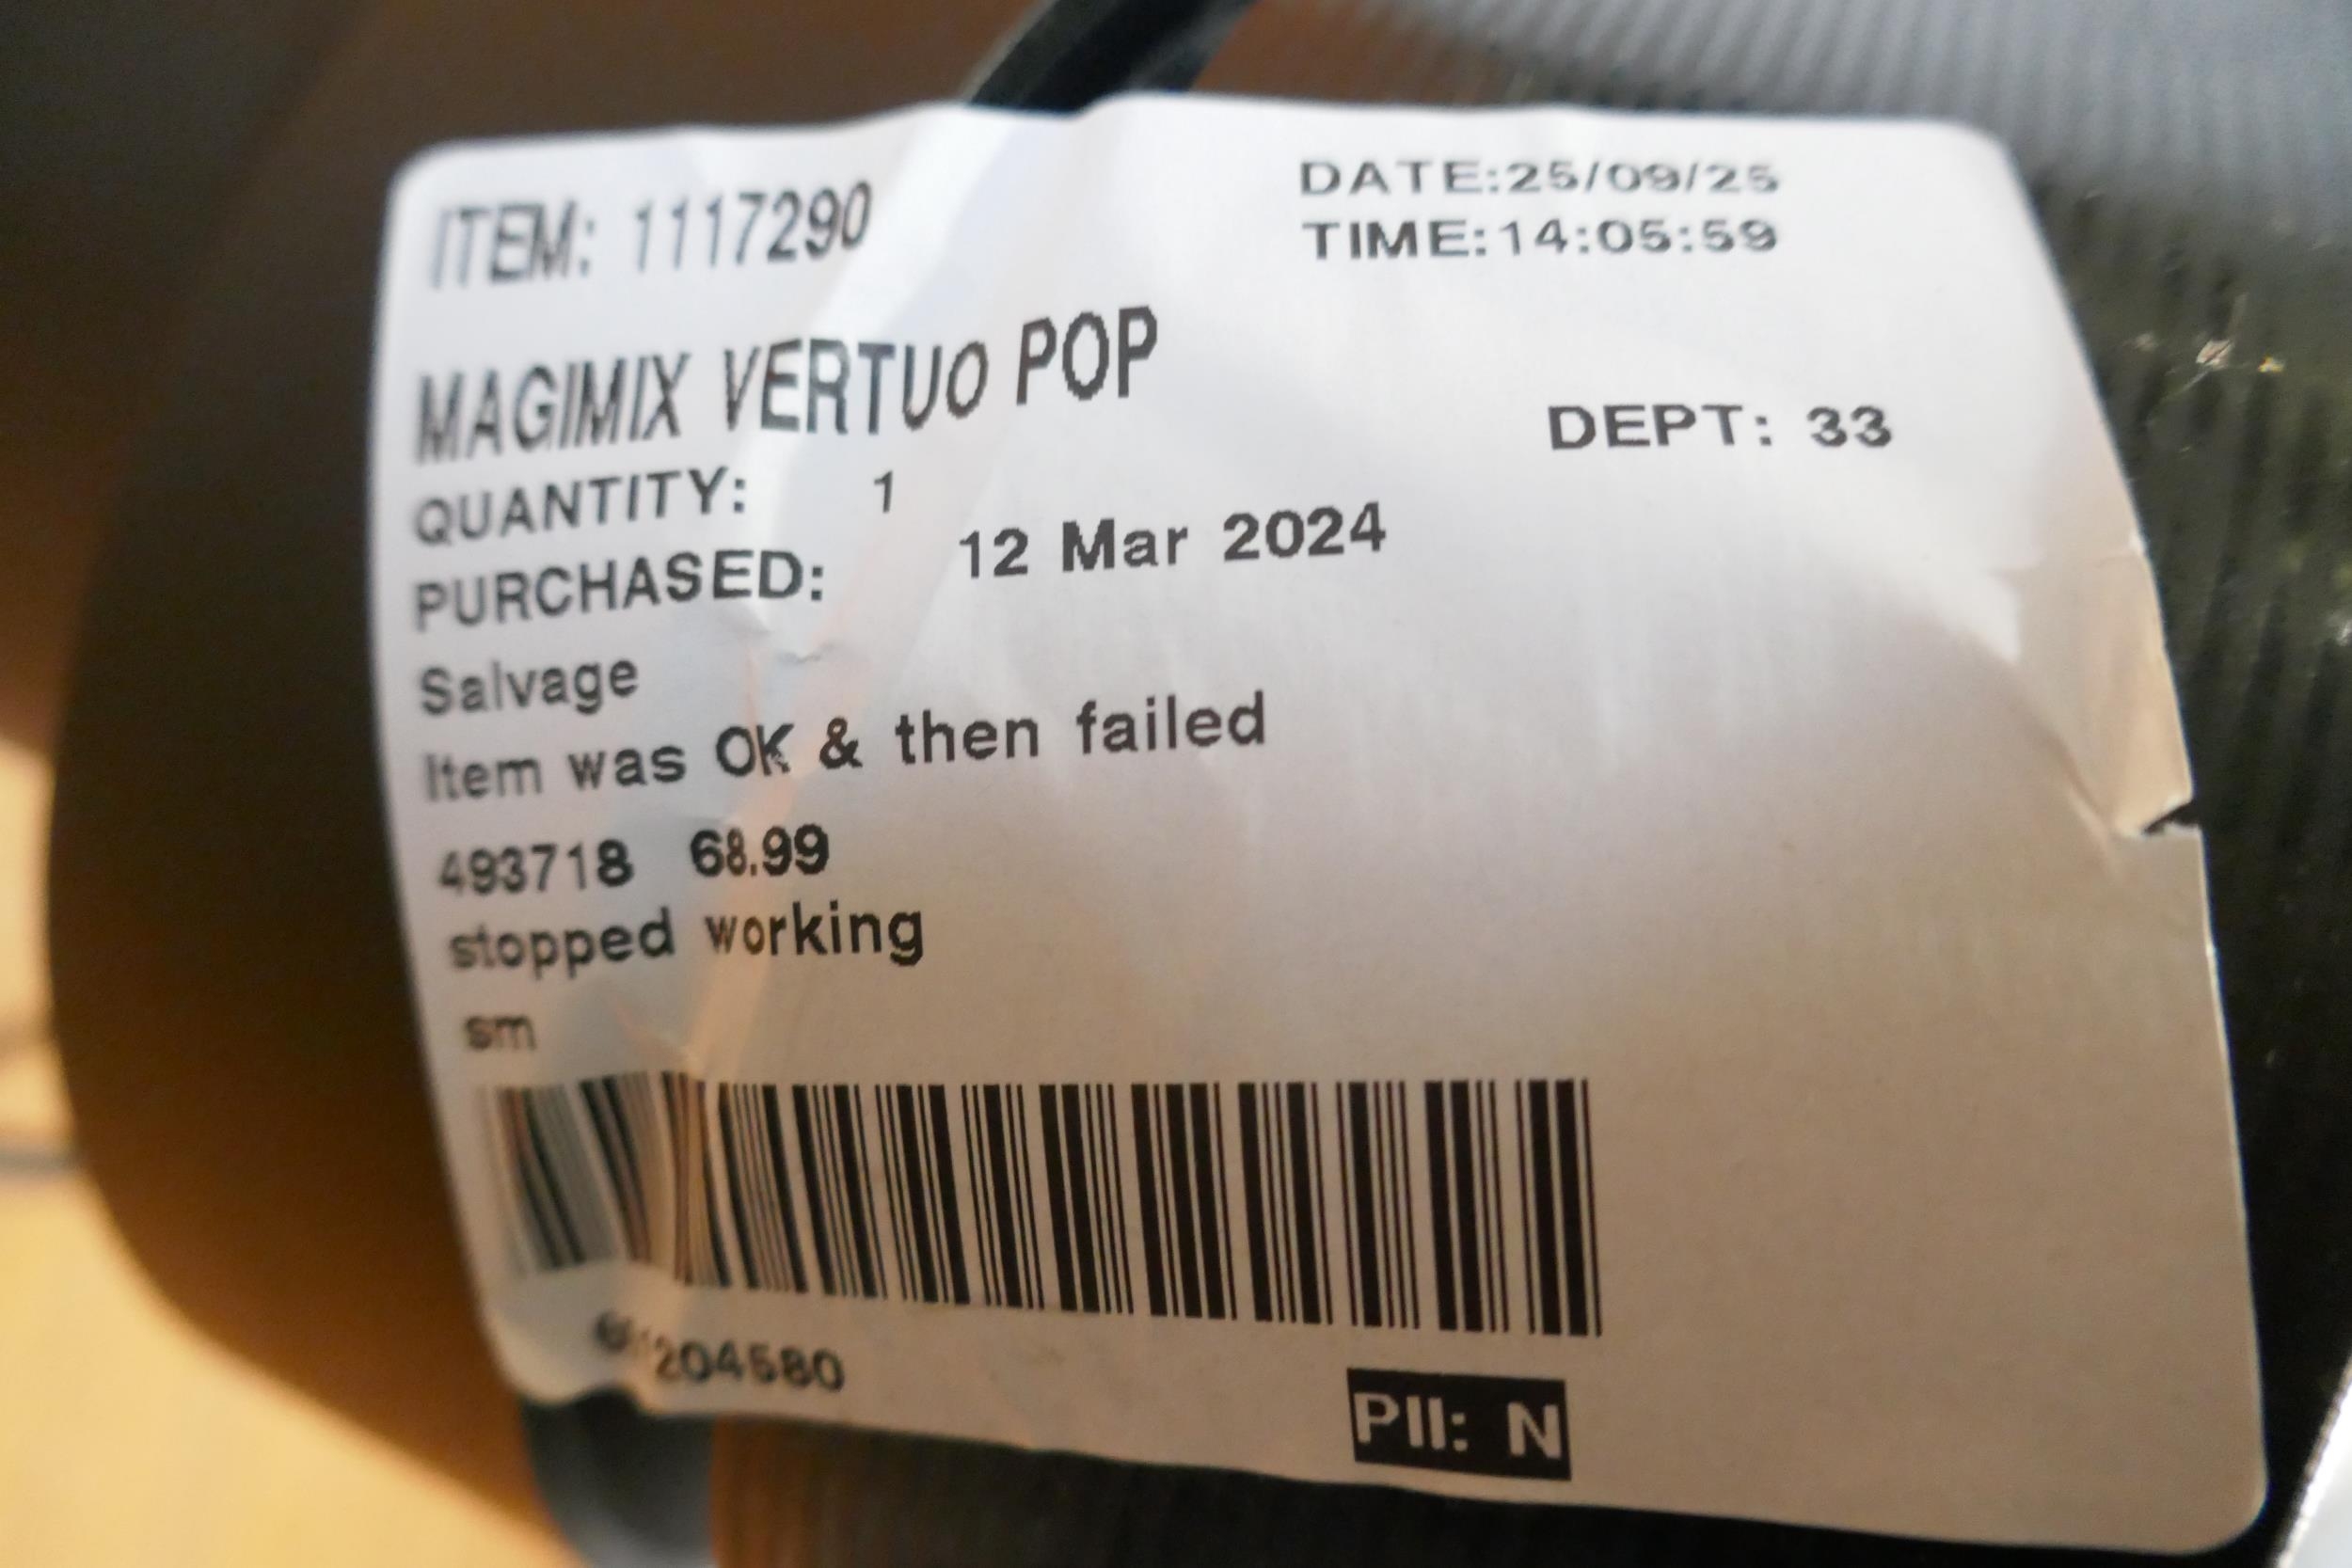 ITEM: 1117290
DATE:25/09/25
TIME:14:05:59
MAGIMIX VERTUO POP
DEPT: 33
QUANTITY: 1
PURCHASED: 12 Mar 2024
Salvage
Item was OK & then failed
493718 68.99
stopped working
sm
PII: N